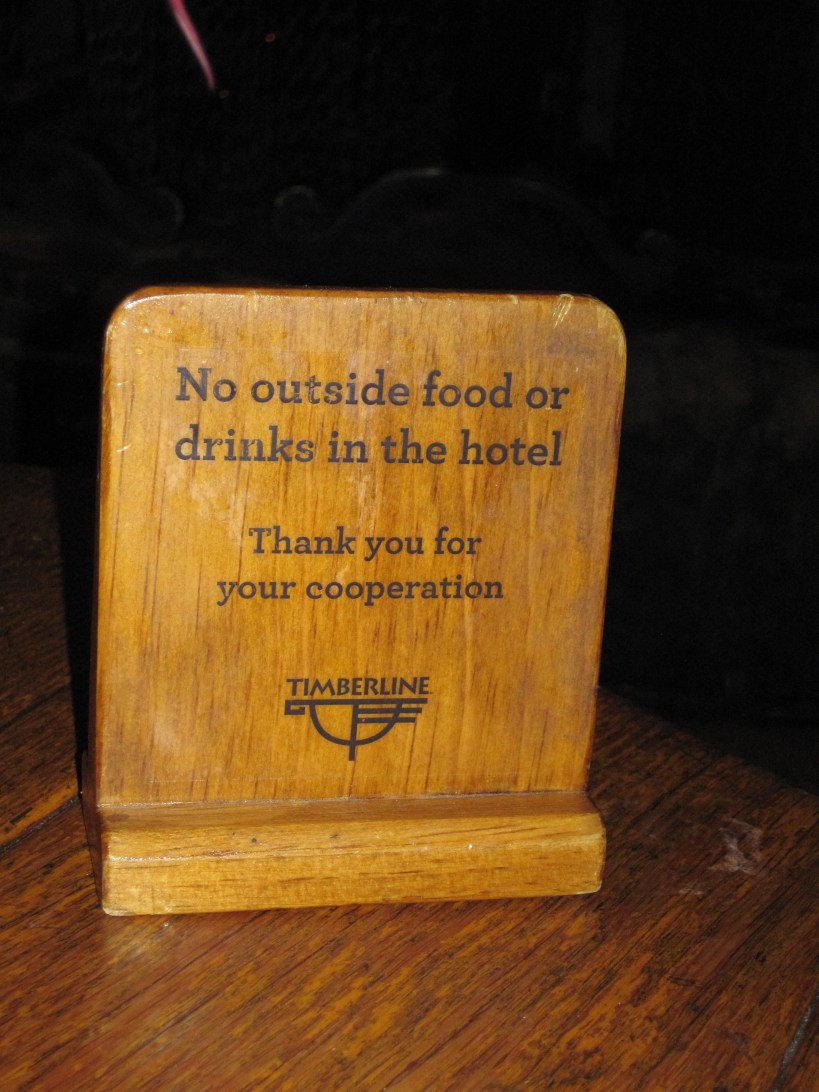 No outside food or
drinks in the hotel
Thank you for
your cooperation
TIMBERLINE